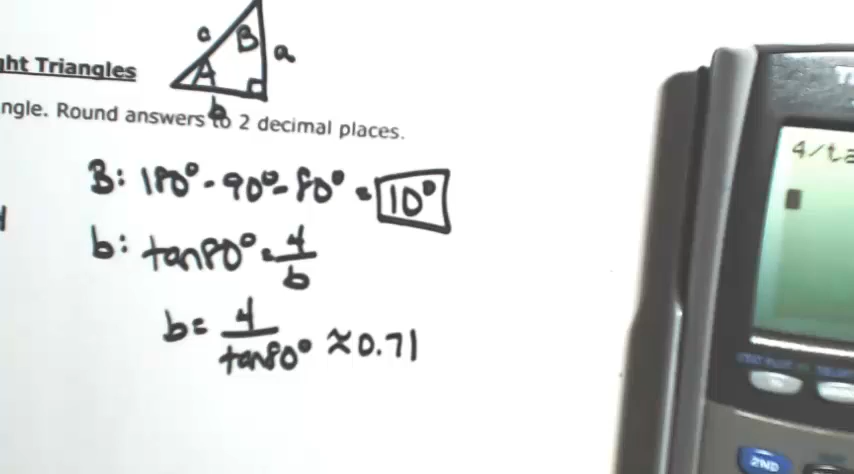 c B a
ght Triangles A
b
ngle. Round answers to 2 decimal places.
B: 180° - 90° - 80° = 10°
b: tan80° = 4/b
b = 4/tan80° ≈ 0.71
4/ta
2ND